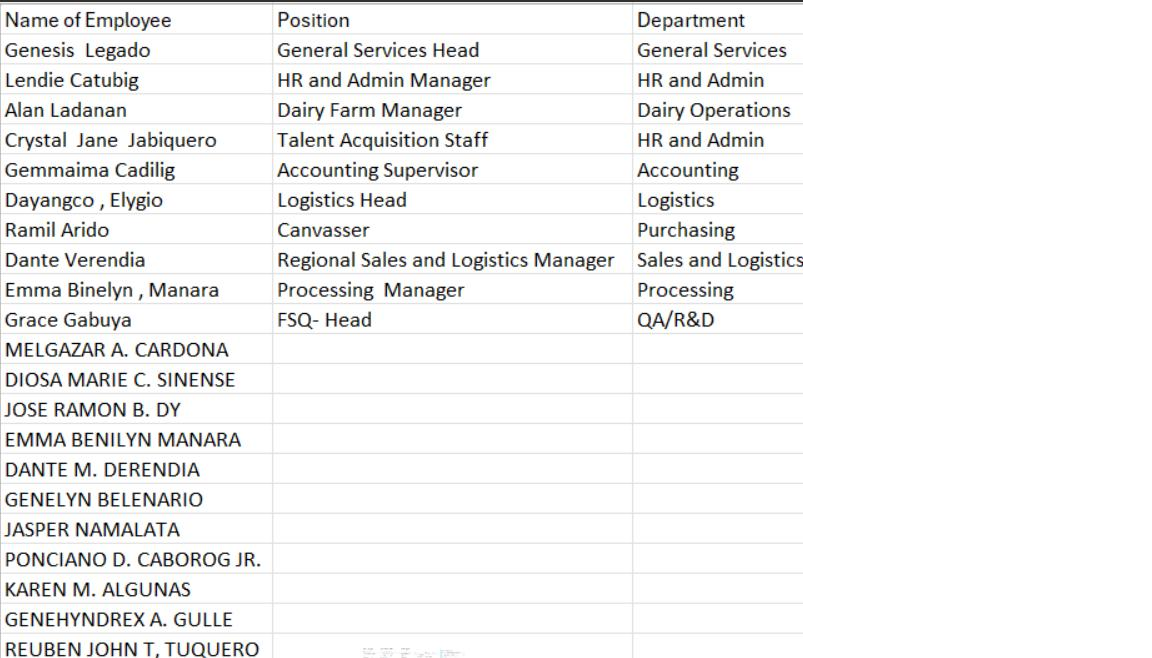 Name of Employee Position Department
Genesis Legado General Services Head General Services
Lendie Catubig HR and Admin Manager HR and Admin
Alan Ladanan Dairy Farm Manager Dairy Operations
Crystal Jane Jabiquero Talent Acquisition Staff HR and Admin
Gemmaima Cadilig Accounting Supervisor Accounting
Dayangco , Elygio Logistics Head Logistics
Ramil Arido Canvasser Purchasing
Dante Verendia Regional Sales and Logistics Manager Sales and Logistics
Emma Binelyn , Manara Processing Manager Processing
Grace Gabuya FSQ- Head QA/R&D
MELGAZAR A. CARDONA
DIOSA MARIE C. SINENSE
JOSE RAMON B. DY
EMMA BENILYN MANARA
DANTE M. DERENDIA
GENELYN BELENARIO
JASPER NAMALATA
PONCIANO D. CABOROG JR.
KAREN M. ALGUNAS
GENEHYNDREX A. GULLE
REUBEN JOHN T, TUQUERO